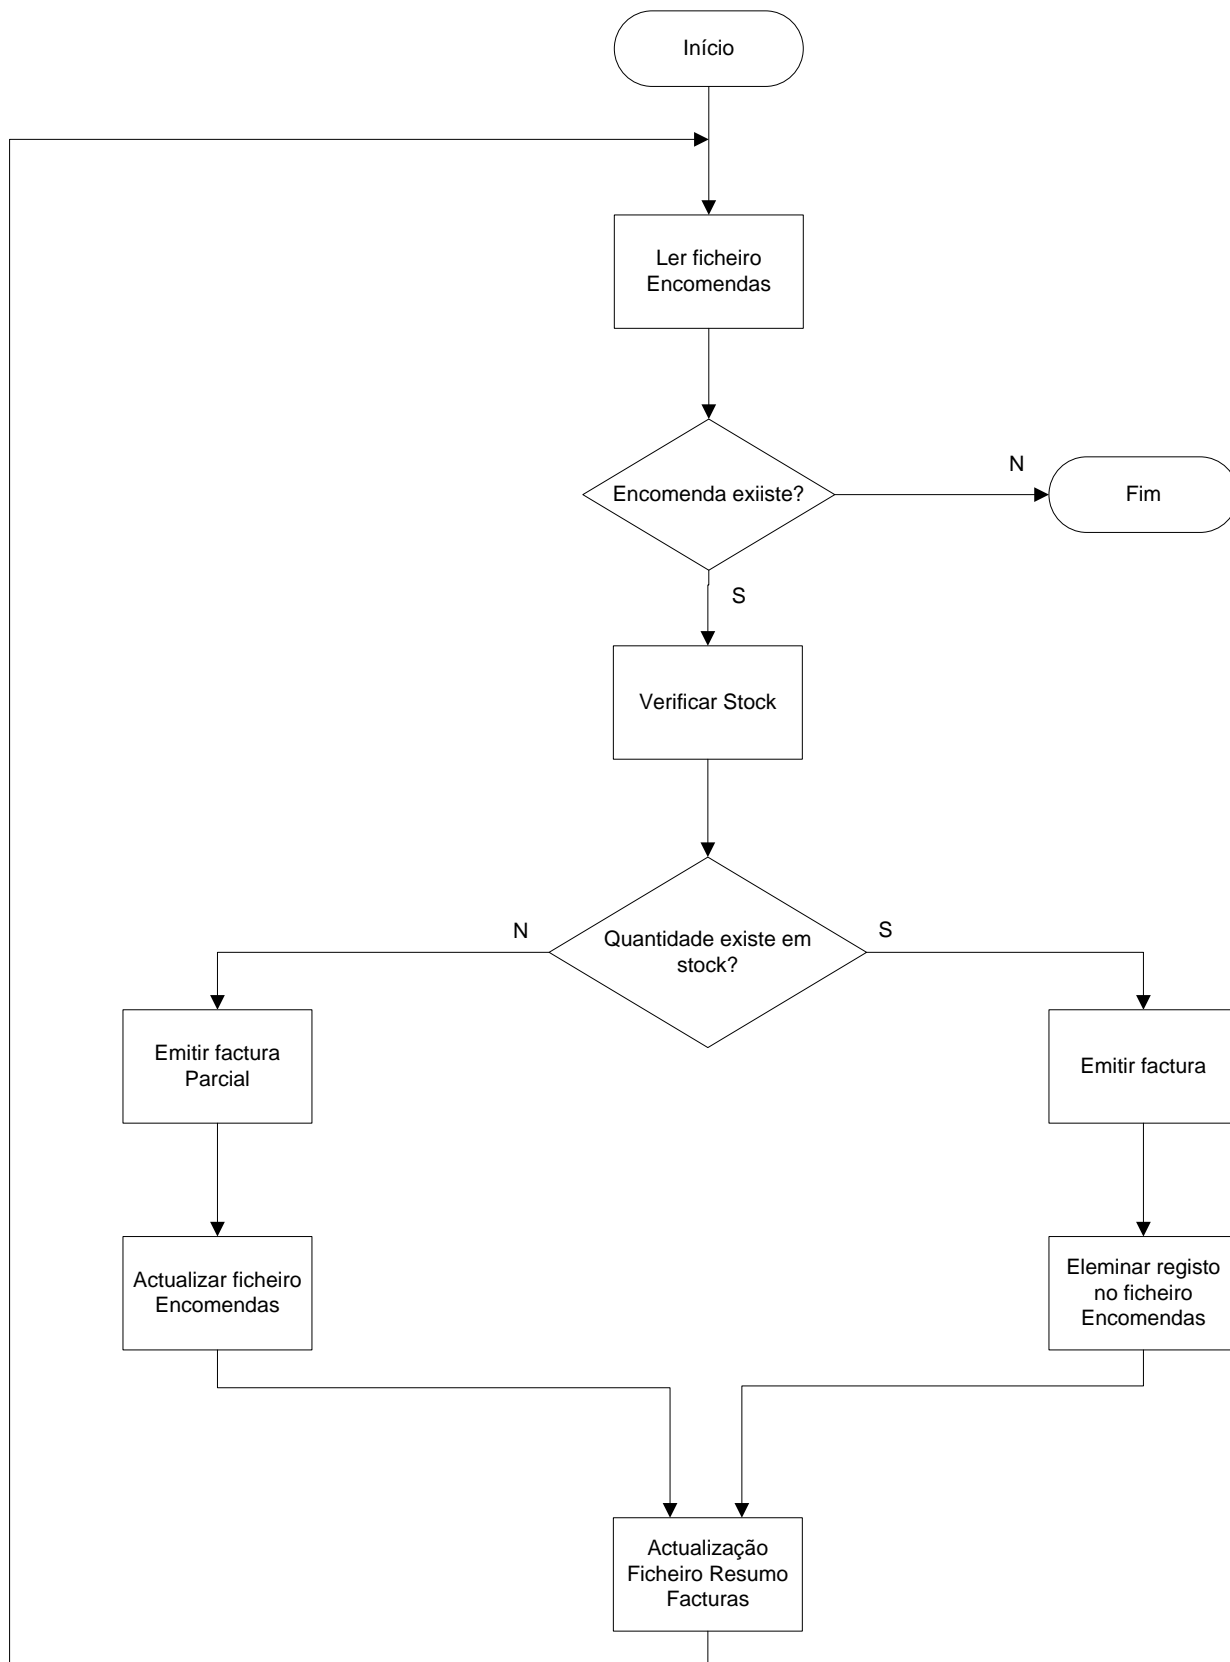 Início
Ler ficheiro
Encomendas
Encomenda exiiste?
N
Fim
S
Verificar Stock
N
Quantidade existe em
stock?
S
Emitir factura
Parcial
Emitir factura
Actualizar ficheiro
Encomendas
Eleminar registo
no ficheiro
Encomendas
Actualização
Ficheiro Resumo
Facturas